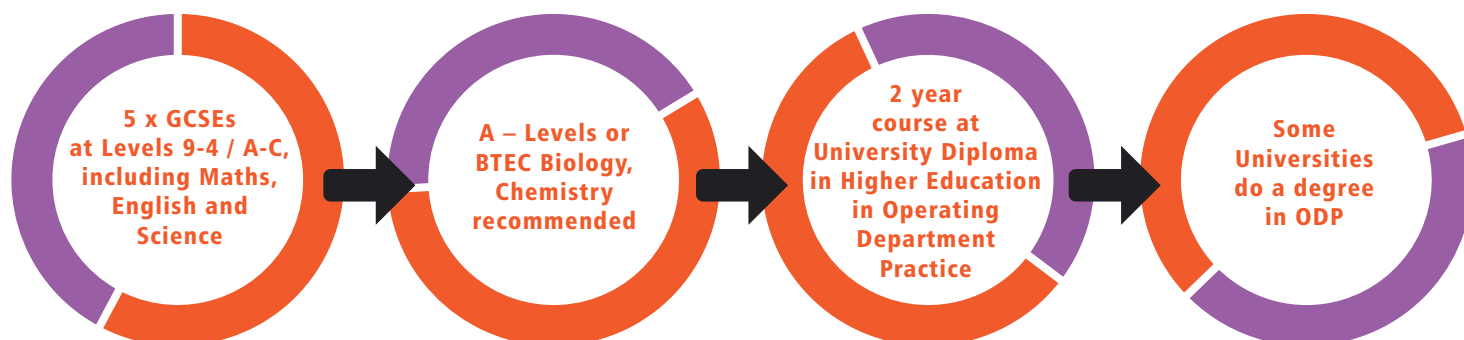 5 x GCSEs
at Levels 9-4 / A-C,
including Maths,
English and
Science
A – Levels or
BTEC Biology,
Chemistry
recommended
2 year
course at
University Diploma
in Higher Education
in Operating
Department
Practice
Some
Universities
do a degree
in ODP